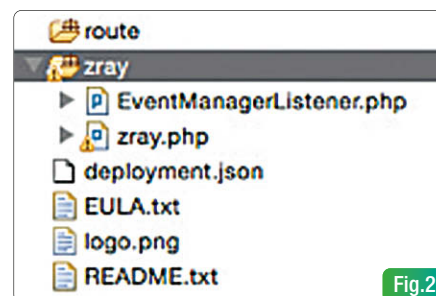 route
zray
EventManagerListener.php
zray.php
deployment.json
EULA.txt
logo.png
README.txt
Fig.2